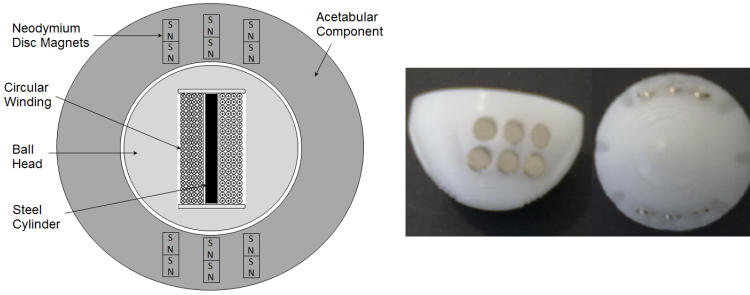 Neodymium
Disc Magnets
S S S
N N N
S S S
N N N
Acetabular
Component
Circular
Winding
Ball
Head
Steel
Cylinder
S S S
N N N
S S S
N N N